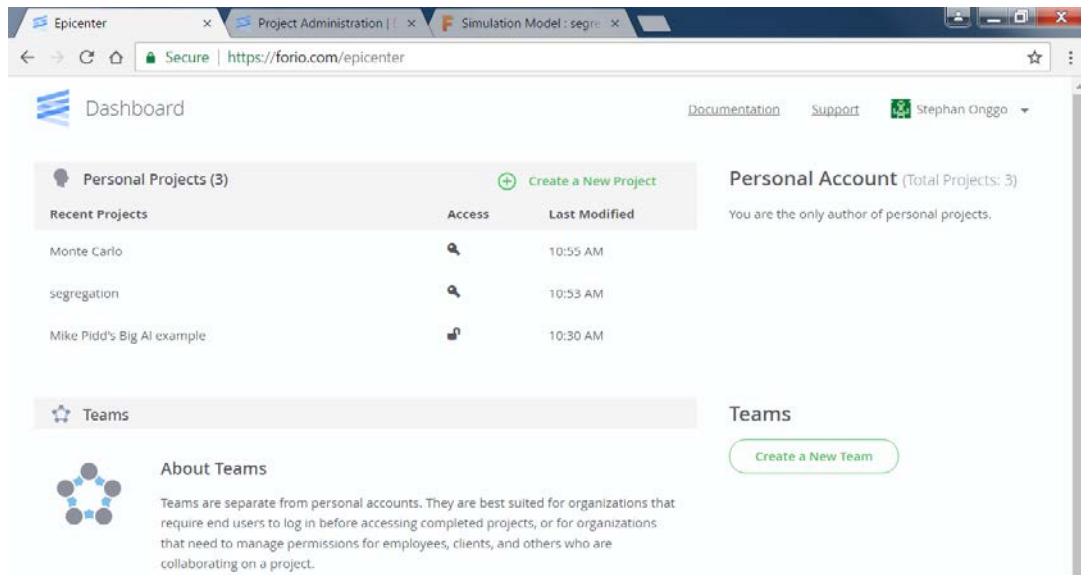 Epicenter
Project Administration |
Simulation Model : segre
Secure | https://forio.com/epicenter
Dashboard
Documentation Support Stephan Onggo
Personal Projects (3) Create a New Project
Recent Projects Access Last Modified
Monte Carlo 10:55 AM
segregation 10:53 AM
Mike Pidd's Big Al example 10:30 AM
Personal Account (Total Projects: 3)
You are the only author of personal projects.
Teams
About Teams
Teams are separate from personal accounts. They are best suited for organizations that
require end users to log in before accessing completed projects, or for organizations
that need to manage permissions for employees, clients, and others who are
collaborating on a project.
Teams
Create a New Team